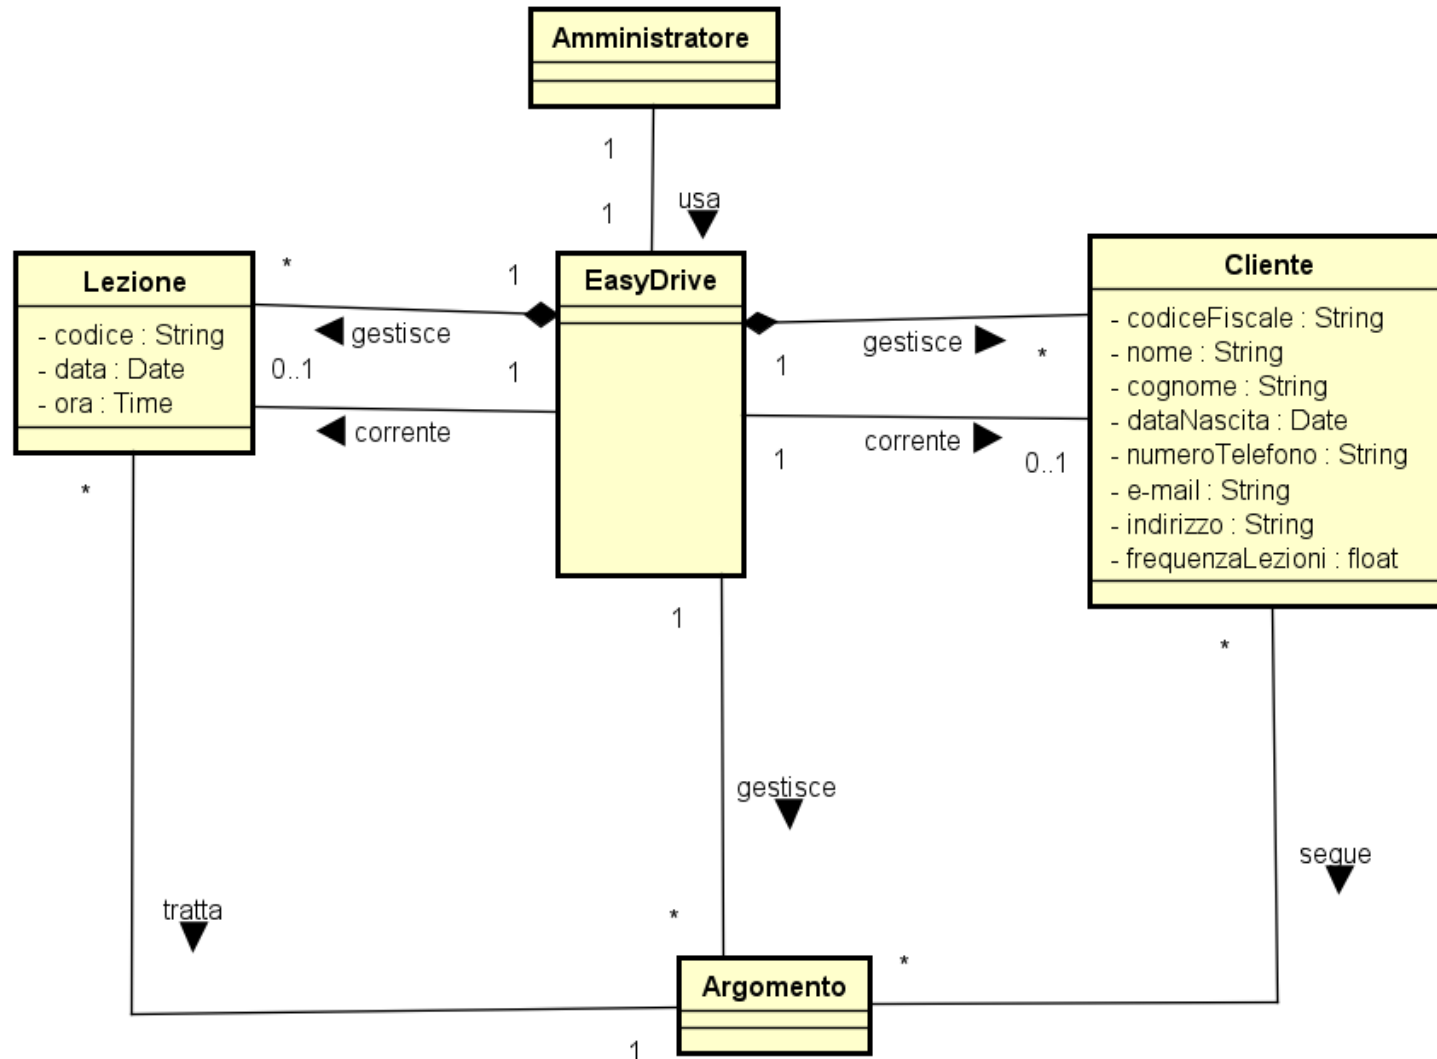 Amministratore
1
1
usa
Lezione
- codice : String
- data : Date
- ora : Time
*
1
gestisce
0..1
1
corrente
EasyDrive
gestisce
1
*
corrente
1
0..1
Cliente
- codiceFiscale : String
- nome : String
- cognome : String
- dataNascita : Date
- numeroTelefono : String
- e-mail : String
- indirizzo : String
- frequenzaLezioni : float
*
1
*
gestisce
segue
tratta
*
*
Argomento
1